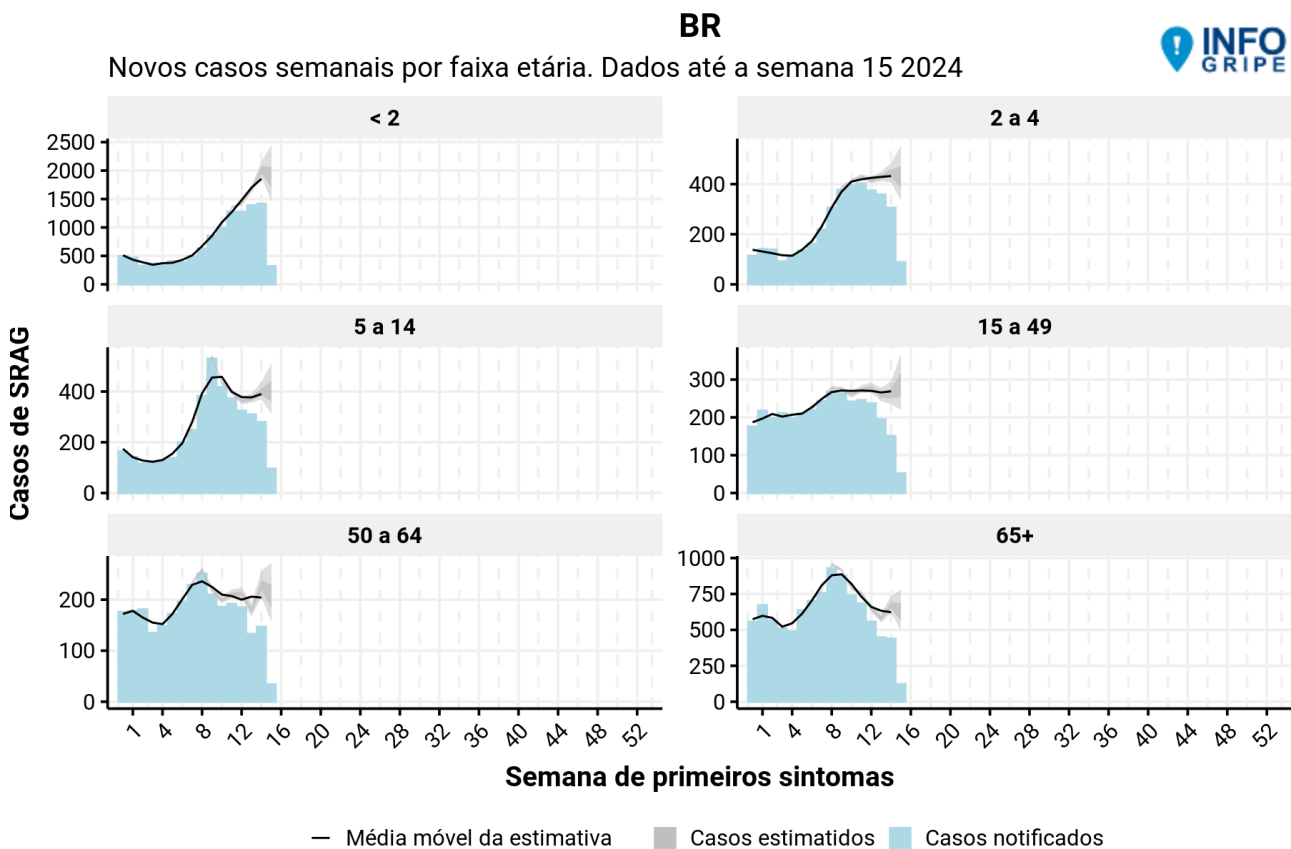 BR
INFO
GRIPE
Novos casos semanais por faixa etária. Dados até a semana 15 2024
< 2
2 a 4
2500
2000
1500
1000
500
0
400
200
0
5 a 14
15 a 49
400
200
0
300
200
100
0
Casos de SRAG
50 a 64
65+
200
100
0
1000
750
500
250
0
1 4 8 12 16 20 24 28 32 36 40 44 48 52
1 4 8 12 16 20 24 28 32 36 40 44 48 52
Semana de primeiros sintomas
Média móvel da estimativa Casos estimatidos Casos notificados